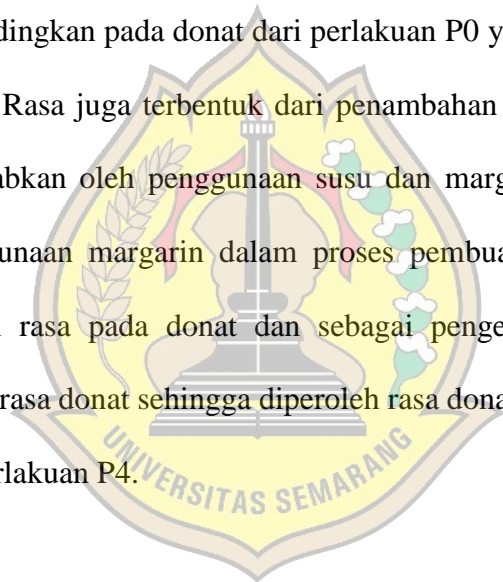 dingkan pada donat dari perlakuan P0 y
Rasa juga terbentuk dari penambahan
abkan oleh penggunaan susu dan marg
unaan margarin dalam proses pembua
rasa pada donat dan sebagai penge
rasa donat sehingga diperoleh rasa dona
rlakuan P4.
UNIVERSITAS SEMARANG